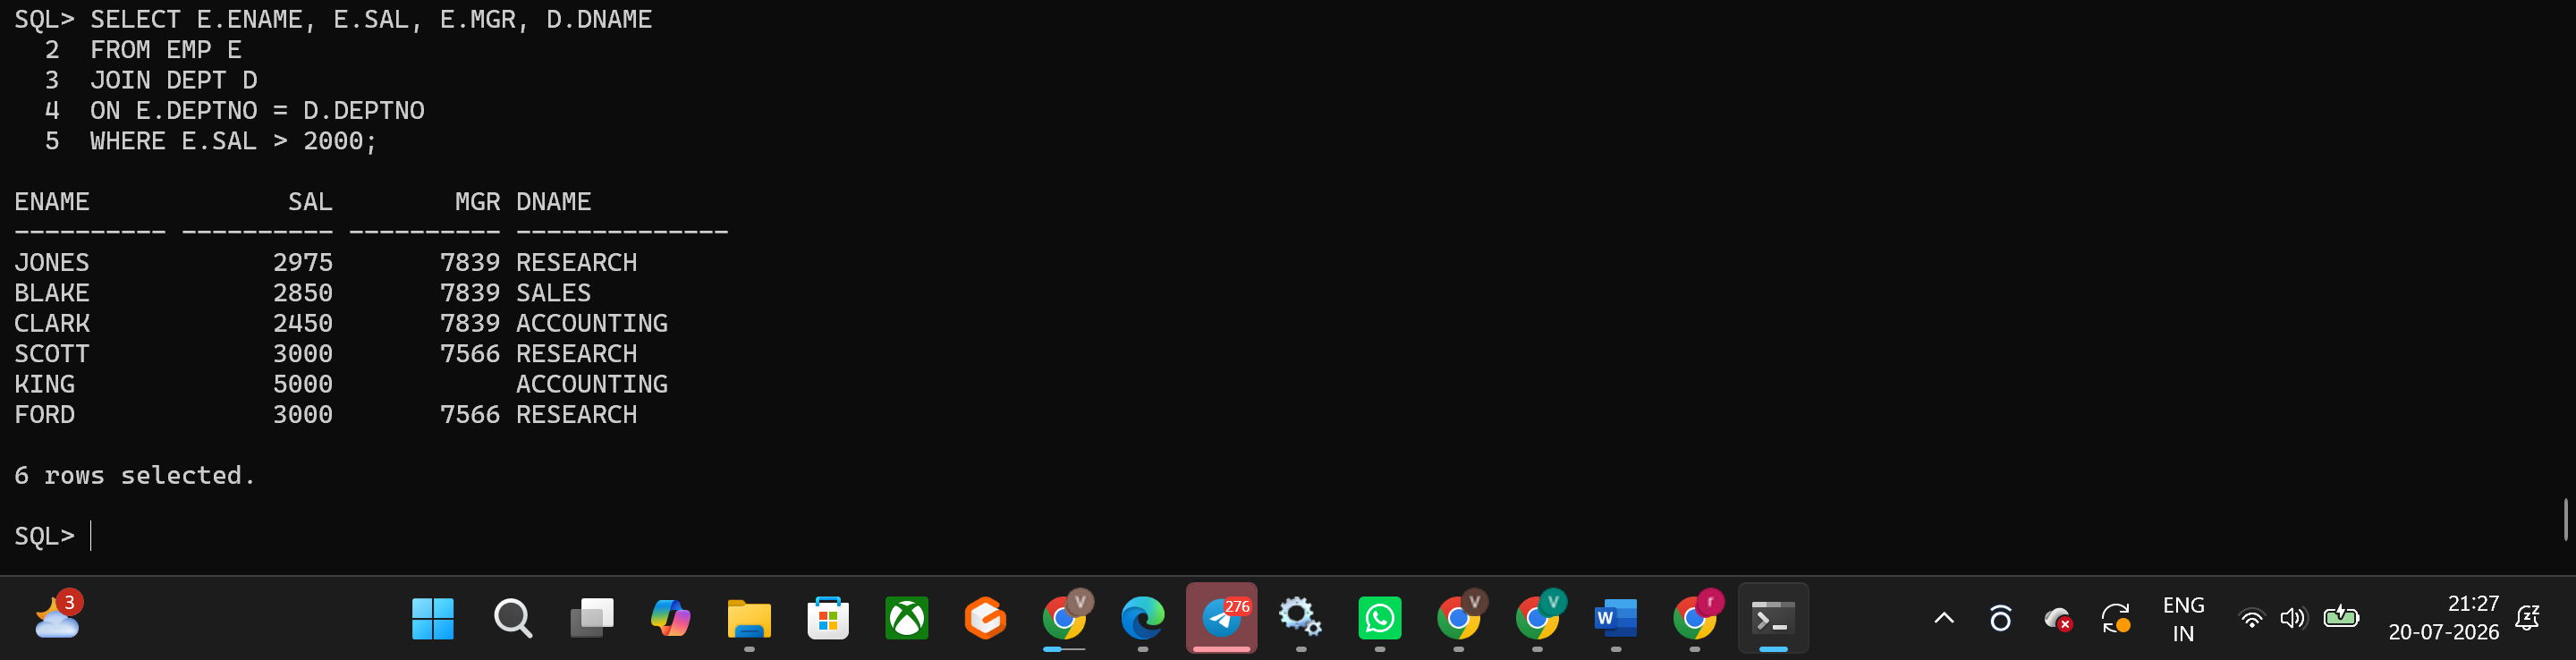 SQL> SELECT E.ENAME, E.SAL, E.MGR, D.DNAME
  2  FROM EMP E
  3  JOIN DEPT D
  4  ON E.DEPTNO = D.DEPTNO
  5  WHERE E.SAL > 2000;

ENAME             SAL        MGR DNAME
---------- ---------- ---------- --------------
JONES            2975       7839 RESEARCH
BLAKE            2850       7839 SALES
CLARK            2450       7839 ACCOUNTING
SCOTT            3000       7566 RESEARCH
KING             5000            ACCOUNTING
FORD             3000       7566 RESEARCH

6 rows selected.

SQL>
3
V
276
V
V
W
r
ENG
IN
21:27
20-07-2026